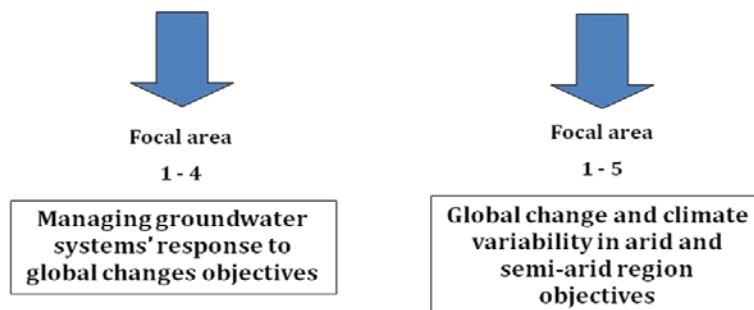 Focal area
1 - 4
Managing groundwater
systems' response to
global changes objectives
Focal area
1 - 5
Global change and climate
variability in arid and
semi-arid region
objectives